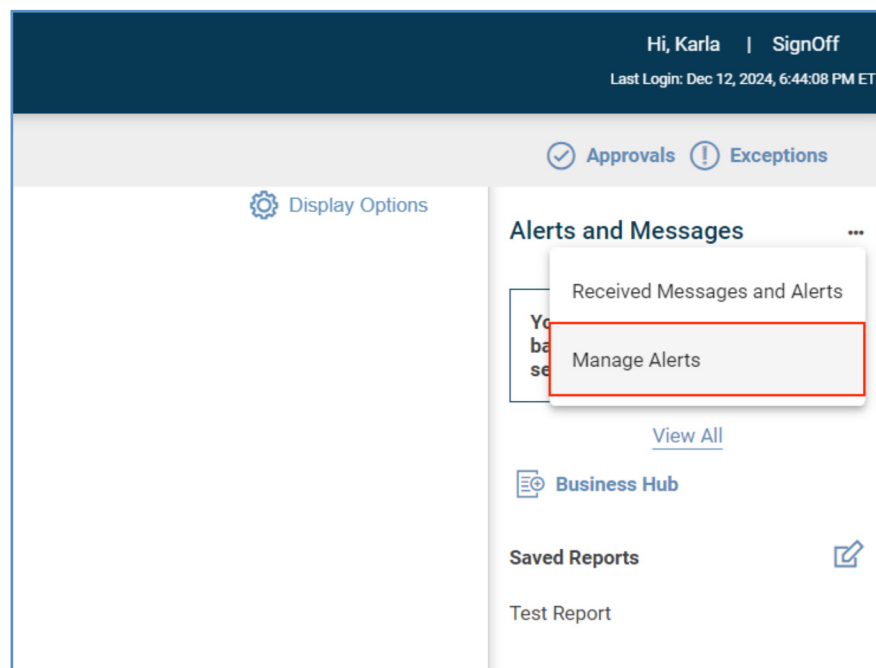 Hi, Karla | SignOff
Last Login: Dec 12, 2024, 6:44:08 PM ET
Approvals Exceptions
Display Options
Alerts and Messages ...
Received Messages and Alerts
Manage Alerts
View All
Business Hub
Saved Reports
Test Report